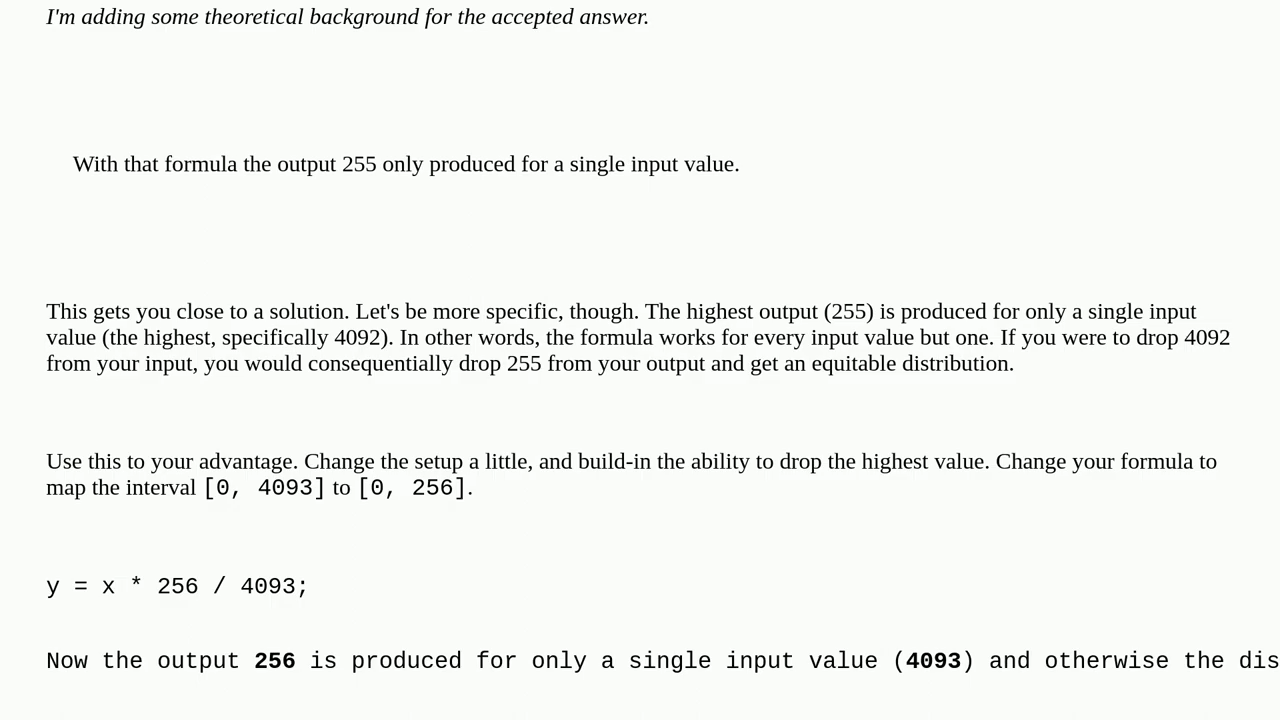 I'm adding some theoretical background for the accepted answer.
With that formula the output 255 only produced for a single input value.
This gets you close to a solution. Let's be more specific, though. The highest output (255) is produced for only a single input
value (the highest, specifically 4092). In other words, the formula works for every input value but one. If you were to drop 4092
from your input, you would consequentially drop 255 from your output and get an equitable distribution.
Use this to your advantage. Change the setup a little, and build-in the ability to drop the highest value. Change your formula to
map the interval [0, 4093] to [0, 256].
y = x * 256 / 4093;
Now the output 256 is produced for only a single input value (4093) and otherwise the dis